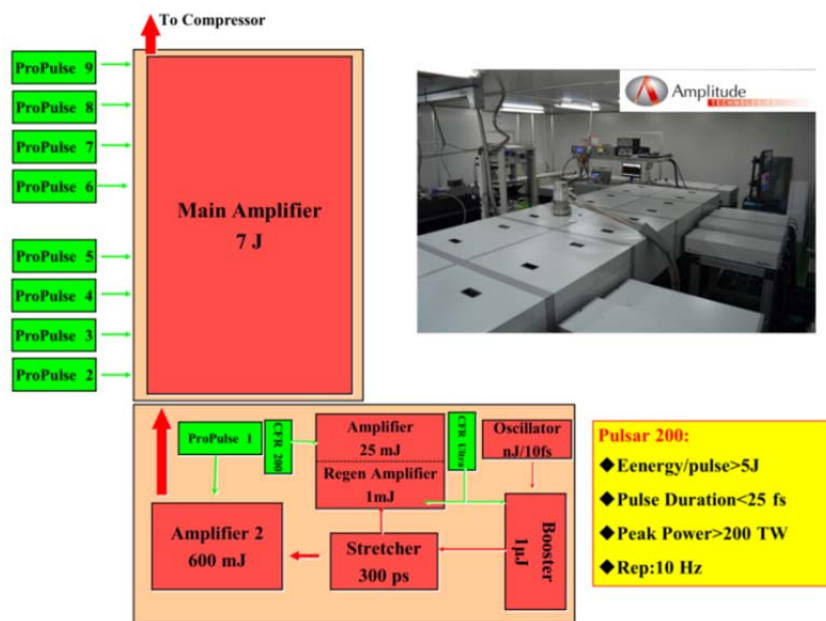 To Compressor
ProPulse 9
ProPulse 8
ProPulse 7
ProPulse 6
ProPulse 5
ProPulse 4
ProPulse 3
ProPulse 2
Main Amplifier
7 J
Amplitude
TECHNOLOGIES
ProPulse 1
CFR 200
Amplifier
25 mJ
Regen Amplifier
1mJ
CFR Ultra
Oscillator
nJ/10fs
Amplifier 2
600 mJ
Stretcher
300 ps
Booster
1μJ
Pulsar 200:
◆Eenergy/pulse>5J
◆Pulse Duration<25 fs
◆Peak Power>200 TW
◆Rep:10 Hz